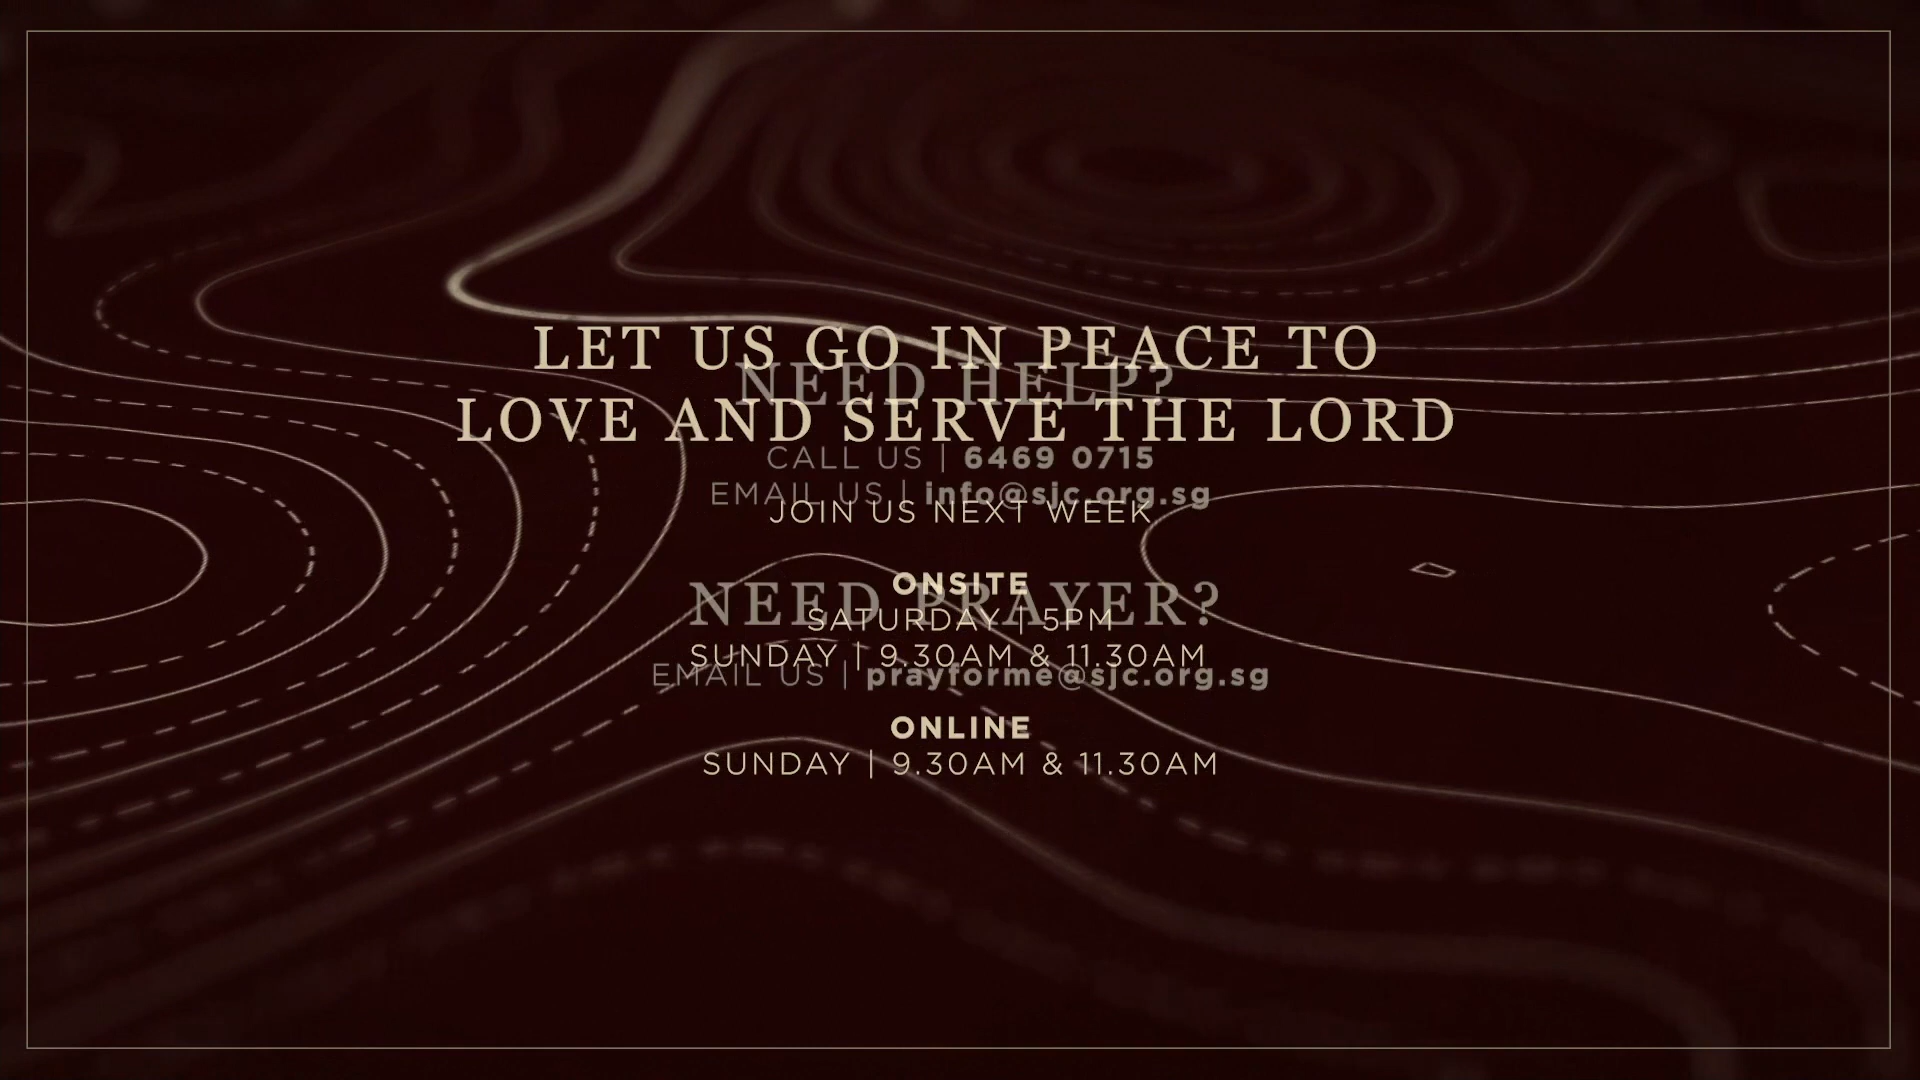 LET US GO IN PEACE TO
LOVE AND SERVE THE LORD
JOIN US NEXT WEEK
ONSITE
SATURDAY | 5PM
SUNDAY | 9.30AM & 11.30AM
ONLINE
SUNDAY | 9.30AM & 11.30AM
NEED HELP?
CALL US | 6469 0715
EMAIL US | info@sjc.org.sg
NEED PRAYER?
EMAIL US | prayforme@sjc.org.sg